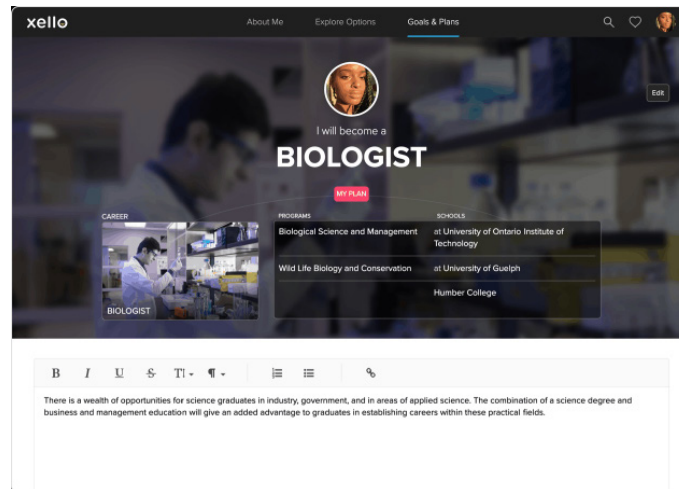 xello
About Me
Explore Options
Goals & Plans
Edit
I will become a
BIOLOGIST
MY PLAN
CAREER
BIOLOGIST
PROGRAMS
SCHOOLS
Biological Science and Management
at University of Ontario Institute of
Technology
Wild Life Biology and Conservation
at University of Guelph
Humber College
B I U S T ¶
There is a wealth of opportunities for science graduates in industry, government, and in areas of applied science. The combination of a science degree and
business and management education will give an added advantage to graduates in establishing careers within these practical fields.